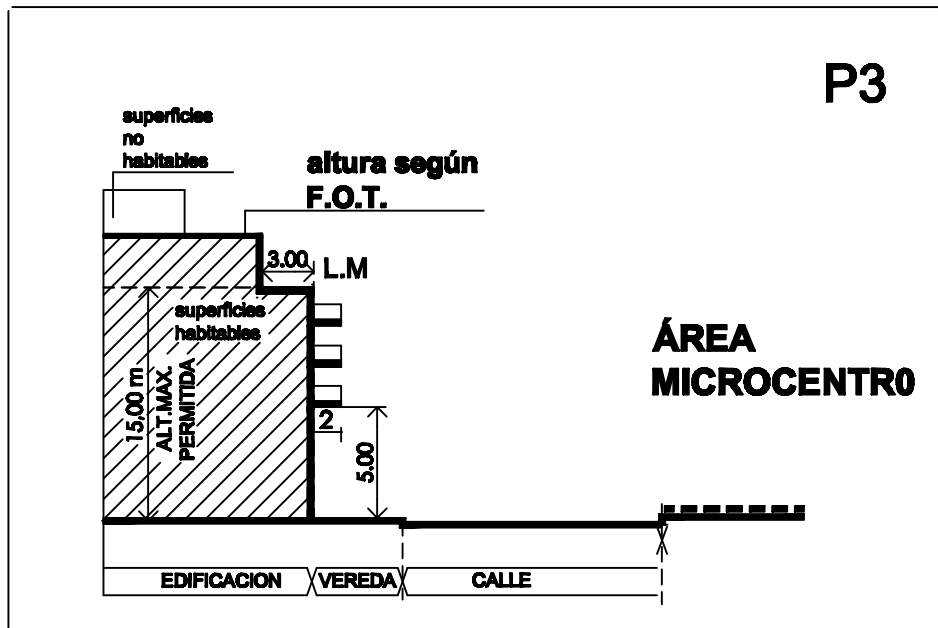 P3
superficies
no
habitables
altura según
F.O.T.
3.00
L.M
superficies
habitables
15,00 m
ALT.MAX.
PERMITIDA
ÁREA
MICROCENTR0
2
5.00
EDIFICACION
VEREDA
CALLE